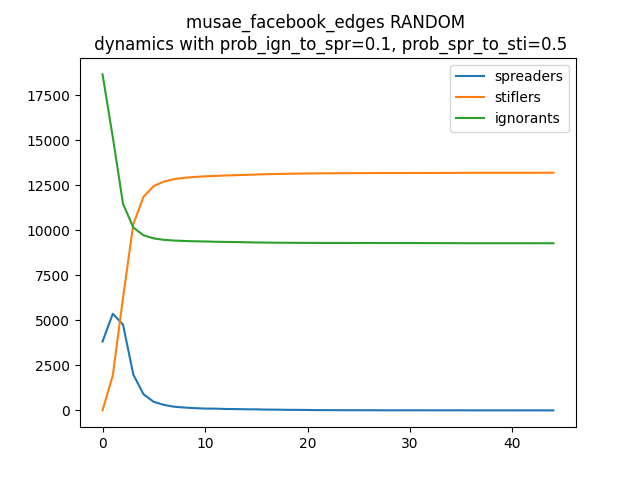 musae_facebook_edges RANDOM
dynamics with prob_ign_to_spr=0.1, prob_spr_to_sti=0.5
spreaders
stiflers
ignorants
17500
15000
12500
10000
7500
5000
2500
0
0 10 20 30 40